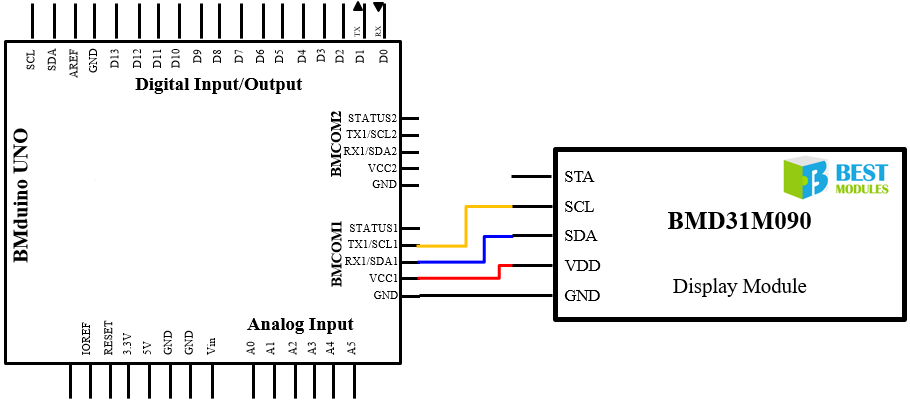 TX
RX
SCL
SDA
AREF
GND
D13
D12
D11
D10
D9
D8
D7
D6
D5
D4
D3
D2
D1
D0
Digital Input/Output
BMduino UNO
BMCOM2
STATUS2
TX1/SCL2
RX1/SDA2
VCC2
GND
BMCOM1
STATUS1
TX1/SCL1
RX1/SDA1
VCC1
GND
Analog Input
IOREF
RESET
3.3V
5V
GND
GND
Vin
A0
A1
A2
A3
A4
A5
STA
SCL
SDA
VDD
GND
BEST
MODULES
BMD31M090
Display Module